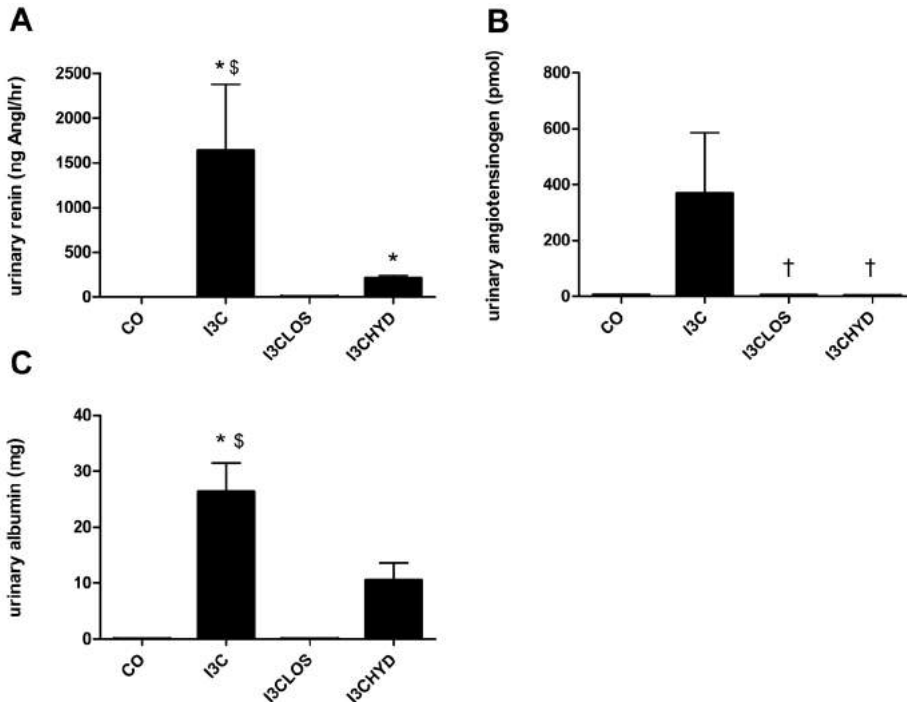 A
urinary renin (ng AngI/hr)
2500
2000
1500
1000
500
0
* $
*
CO
I3C
I3CLOS
I3CHYD
B
urinary angiotensinogen (pmol)
800
600
400
200
0
†
†
CO
I3C
I3CLOS
I3CHYD
C
urinary albumin (mg)
40
30
20
10
0
* $
CO
I3C
I3CLOS
I3CHYD